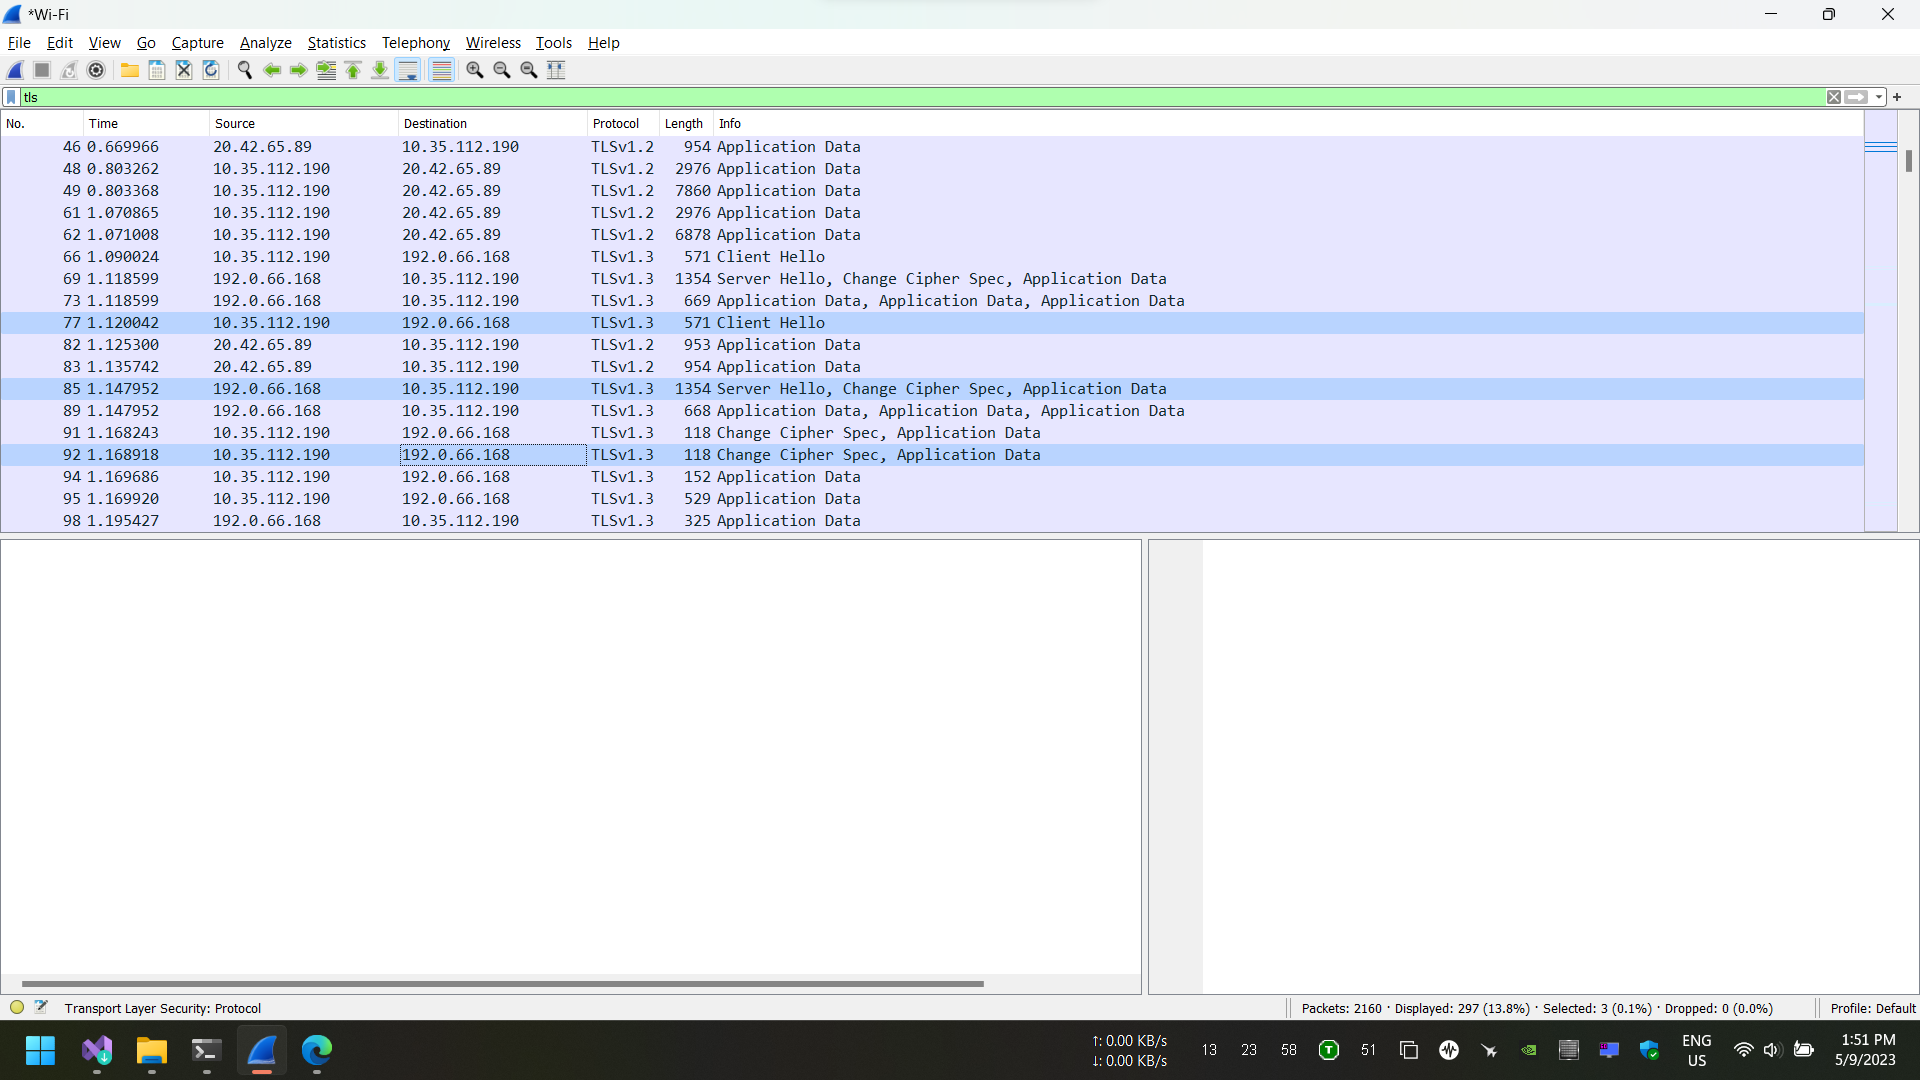 *Wi-Fi
File Edit View Go Capture Analyze Statistics Telephony Wireless Tools Help
tls
No. Time Source Destination Protocol Length Info
46 0.669966 20.42.65.89 10.35.112.190 TLSv1.2 954 Application Data
48 0.803262 10.35.112.190 20.42.65.89 TLSv1.2 2976 Application Data
49 0.803368 10.35.112.190 20.42.65.89 TLSv1.2 7860 Application Data
61 1.070865 10.35.112.190 20.42.65.89 TLSv1.2 2976 Application Data
62 1.071008 10.35.112.190 20.42.65.89 TLSv1.2 6878 Application Data
66 1.090024 10.35.112.190 192.0.66.168 TLSv1.3 571 Client Hello
69 1.118599 192.0.66.168 10.35.112.190 TLSv1.3 1354 Server Hello, Change Cipher Spec, Application Data
73 1.118599 192.0.66.168 10.35.112.190 TLSv1.3 669 Application Data, Application Data, Application Data
77 1.120042 10.35.112.190 192.0.66.168 TLSv1.3 571 Client Hello
82 1.125300 20.42.65.89 10.35.112.190 TLSv1.2 953 Application Data
83 1.135742 20.42.65.89 10.35.112.190 TLSv1.2 954 Application Data
85 1.147952 192.0.66.168 10.35.112.190 TLSv1.3 1354 Server Hello, Change Cipher Spec, Application Data
89 1.147952 192.0.66.168 10.35.112.190 TLSv1.3 668 Application Data, Application Data, Application Data
91 1.168243 10.35.112.190 192.0.66.168 TLSv1.3 118 Change Cipher Spec, Application Data
92 1.168918 10.35.112.190 192.0.66.168 TLSv1.3 118 Change Cipher Spec, Application Data
94 1.169686 10.35.112.190 192.0.66.168 TLSv1.3 152 Application Data
95 1.169920 10.35.112.190 192.0.66.168 TLSv1.3 529 Application Data
98 1.195427 192.0.66.168 10.35.112.190 TLSv1.3 325 Application Data
Transport Layer Security: Protocol Packets: 2160 · Displayed: 297 (13.8%) · Selected: 3 (0.1%) · Dropped: 0 (0.0%) Profile: Default
↑: 0.00 KB/s
↓: 0.00 KB/s
13 23 58 T 51
ENG
US
1:51 PM
5/9/2023